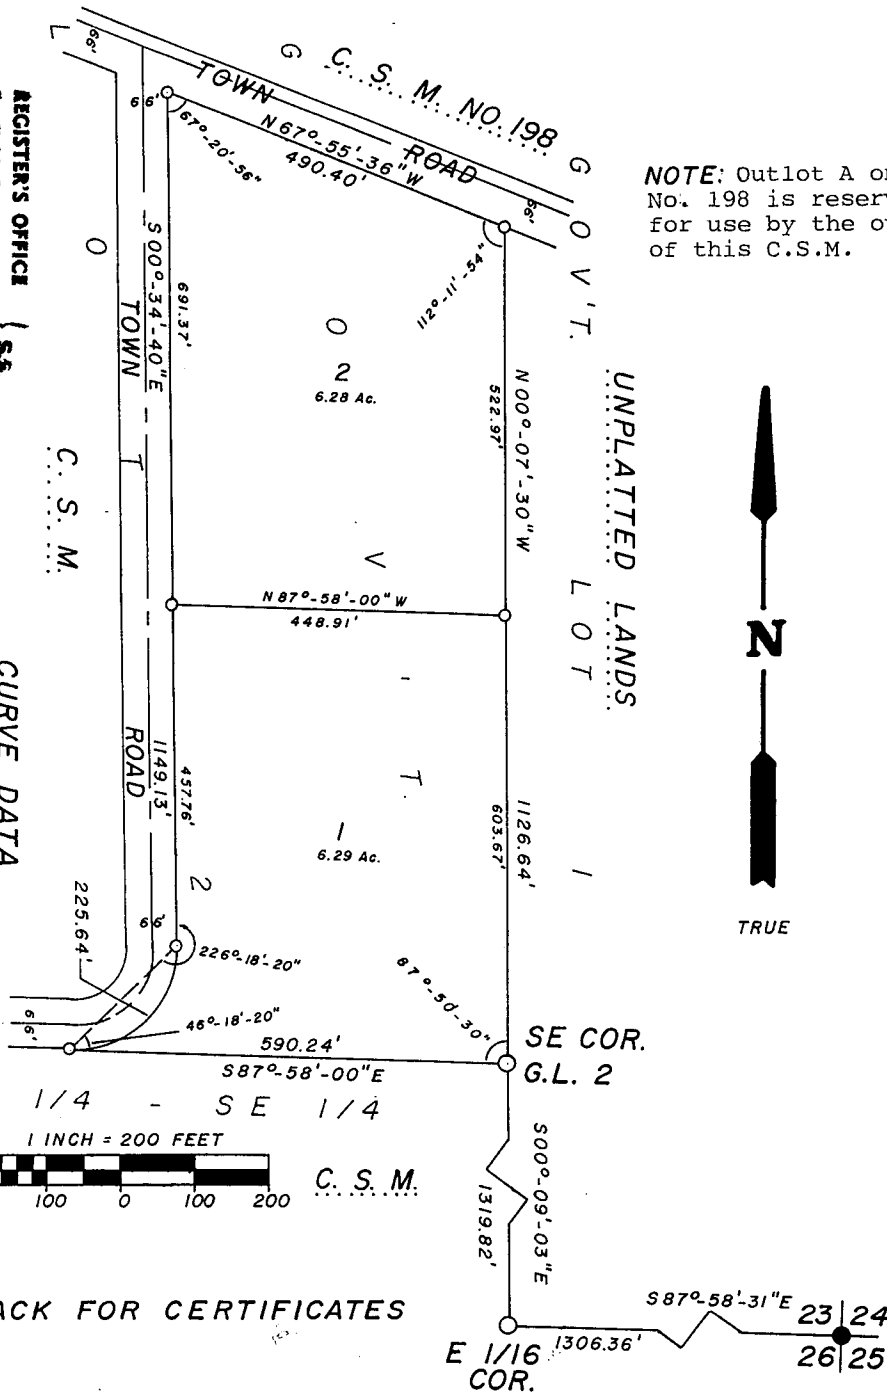 C. S. M. NO. 198
TOWN ROAD
N 67°-55'-36"W
490.40'
66'
66'
66'
67°-20'-56"
112°-11'-54"
NOTE: Outlot A
No. 198 is
for use by the
of this C.S.M.
REGISTER'S OFFICE
SS
GOV'T. LOT 1
GOV'T. LOT 2
UNPLATTED LANDS
2
6.28 Ac.
S 00°-34'-40"E
691.37'
TOWN ROAD
N 00°-07'-30"W
522.97'
C. S. M.
N 87°-58'-00"W
448.91'
N
TRUE
CURVE DATA
1149.13'
457.76'
1
6.29 Ac.
1126.64'
603.67'
225.64'
66'
226°-18'-20"
46°-18'-20"
66'
87°-50'-30"
590.24'
S87°-58'-00"E
SE COR.
G.L. 2
1/4 - SE 1/4
1 INCH = 200 FEET
100 0 100 200
C. S. M.
S00°-09'-03"E
1319.82'
FOR CERTIFICATES
S87°-58'-31"E
1306.36'
E 1/16
COR.
23 24
26 25